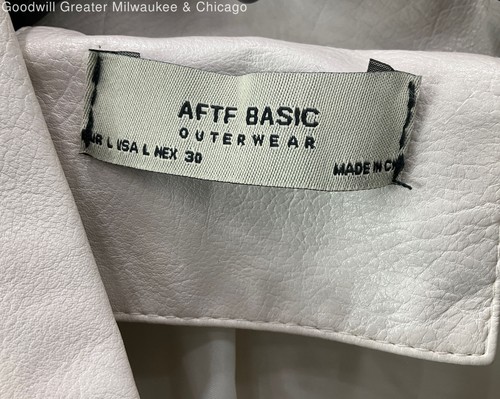 Goodwill Greater Milwaukee & Chicago
AFTF BASIC
OUTERWEAR
L USA L MEX 30
MADE IN